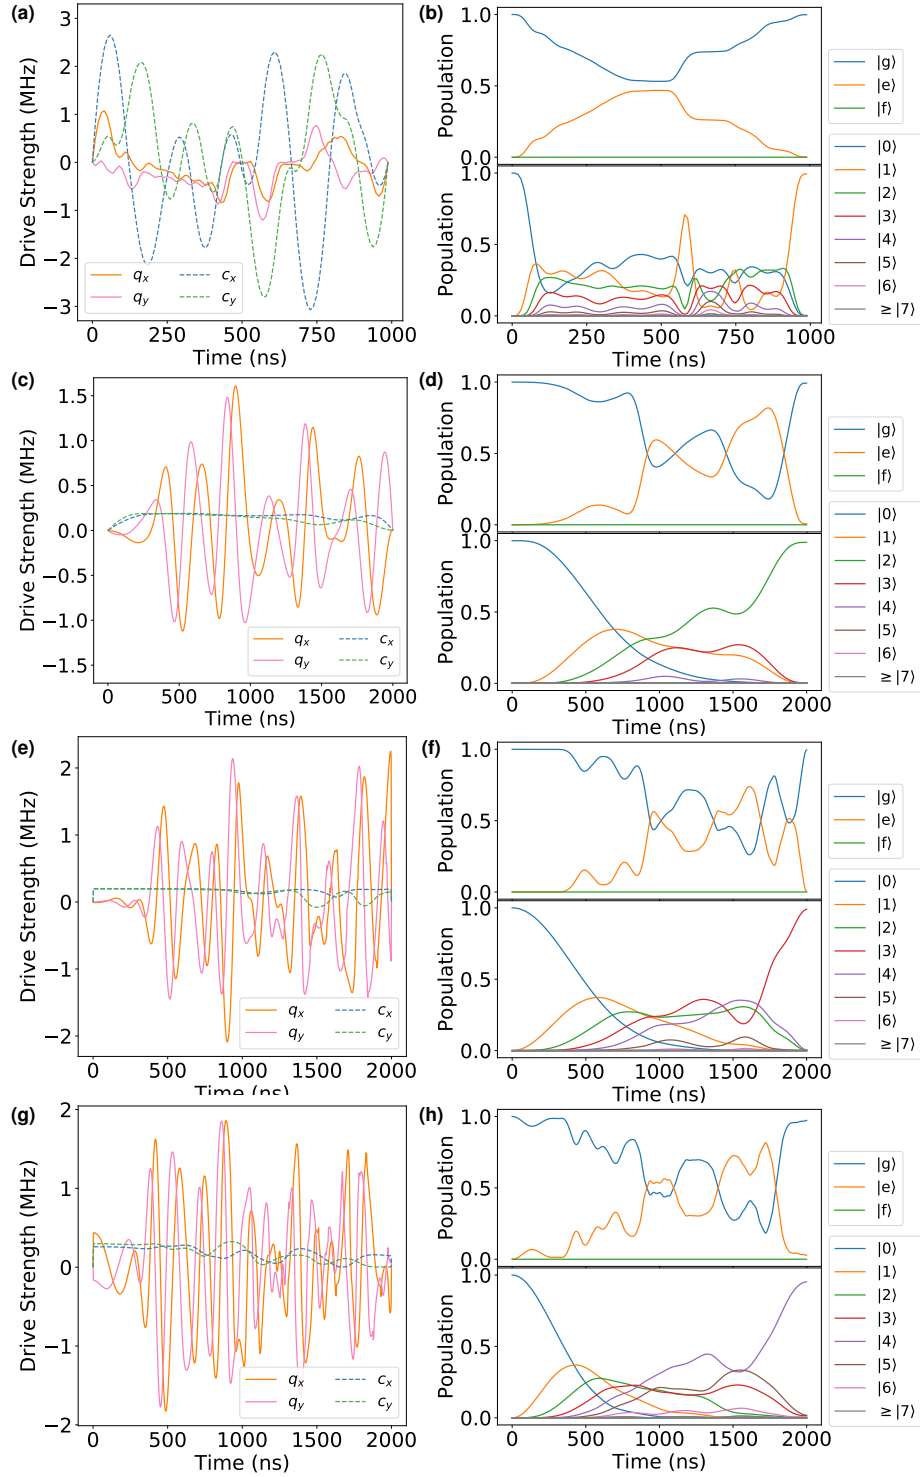 (a)
Drive Strength (MHz)
3
2
1
0
−1
−2
−3
q_x
q_y
c_x
c_y
0
250
500
750
1000
Time (ns)
(b)
Population
1.0
0.5
0.0
|g⟩
|e⟩
|f⟩
Population
1.0
0.5
0.0
|0⟩
|1⟩
|2⟩
|3⟩
|4⟩
|5⟩
|6⟩
≥|7⟩
0
250
500
750
1000
Time (ns)
(c)
Drive Strength (MHz)
1.5
1.0
0.5
0.0
−0.5
−1.0
−1.5
q_x
q_y
c_x
c_y
0
500
1000
1500
2000
Time (ns)
(d)
Population
1.0
0.5
0.0
|g⟩
|e⟩
|f⟩
Population
1.0
0.5
0.0
|0⟩
|1⟩
|2⟩
|3⟩
|4⟩
|5⟩
|6⟩
≥|7⟩
0
500
1000
1500
2000
Time (ns)
(e)
Drive Strength (MHz)
2
1
0
−1
−2
q_x
q_y
c_x
c_y
0
500
1000
1500
2000
Time (ns)
(f)
Population
1.0
0.5
0.0
|g⟩
|e⟩
|f⟩
Population
1.0
0.5
0.0
|0⟩
|1⟩
|2⟩
|3⟩
|4⟩
|5⟩
|6⟩
≥|7⟩
0
500
1000
1500
2000
Time (ns)
(g)
Drive Strength (MHz)
2
1
0
−1
−2
q_x
q_y
c_x
c_y
0
500
1000
1500
2000
Time (ns)
(h)
Population
1.0
0.5
0.0
|g⟩
|e⟩
|f⟩
Population
1.0
0.5
0.0
|0⟩
|1⟩
|2⟩
|3⟩
|4⟩
|5⟩
|6⟩
≥|7⟩
0
500
1000
1500
2000
Time (ns)